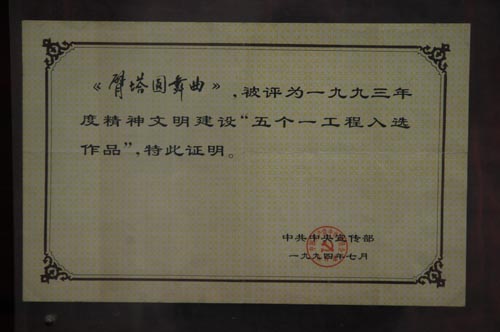 《臂塔圆舞曲》,被评为一九九三年
度精神文明建设“五个一工程入选
作品”,特此证明。
中共中央宣传部
一九九四年七月